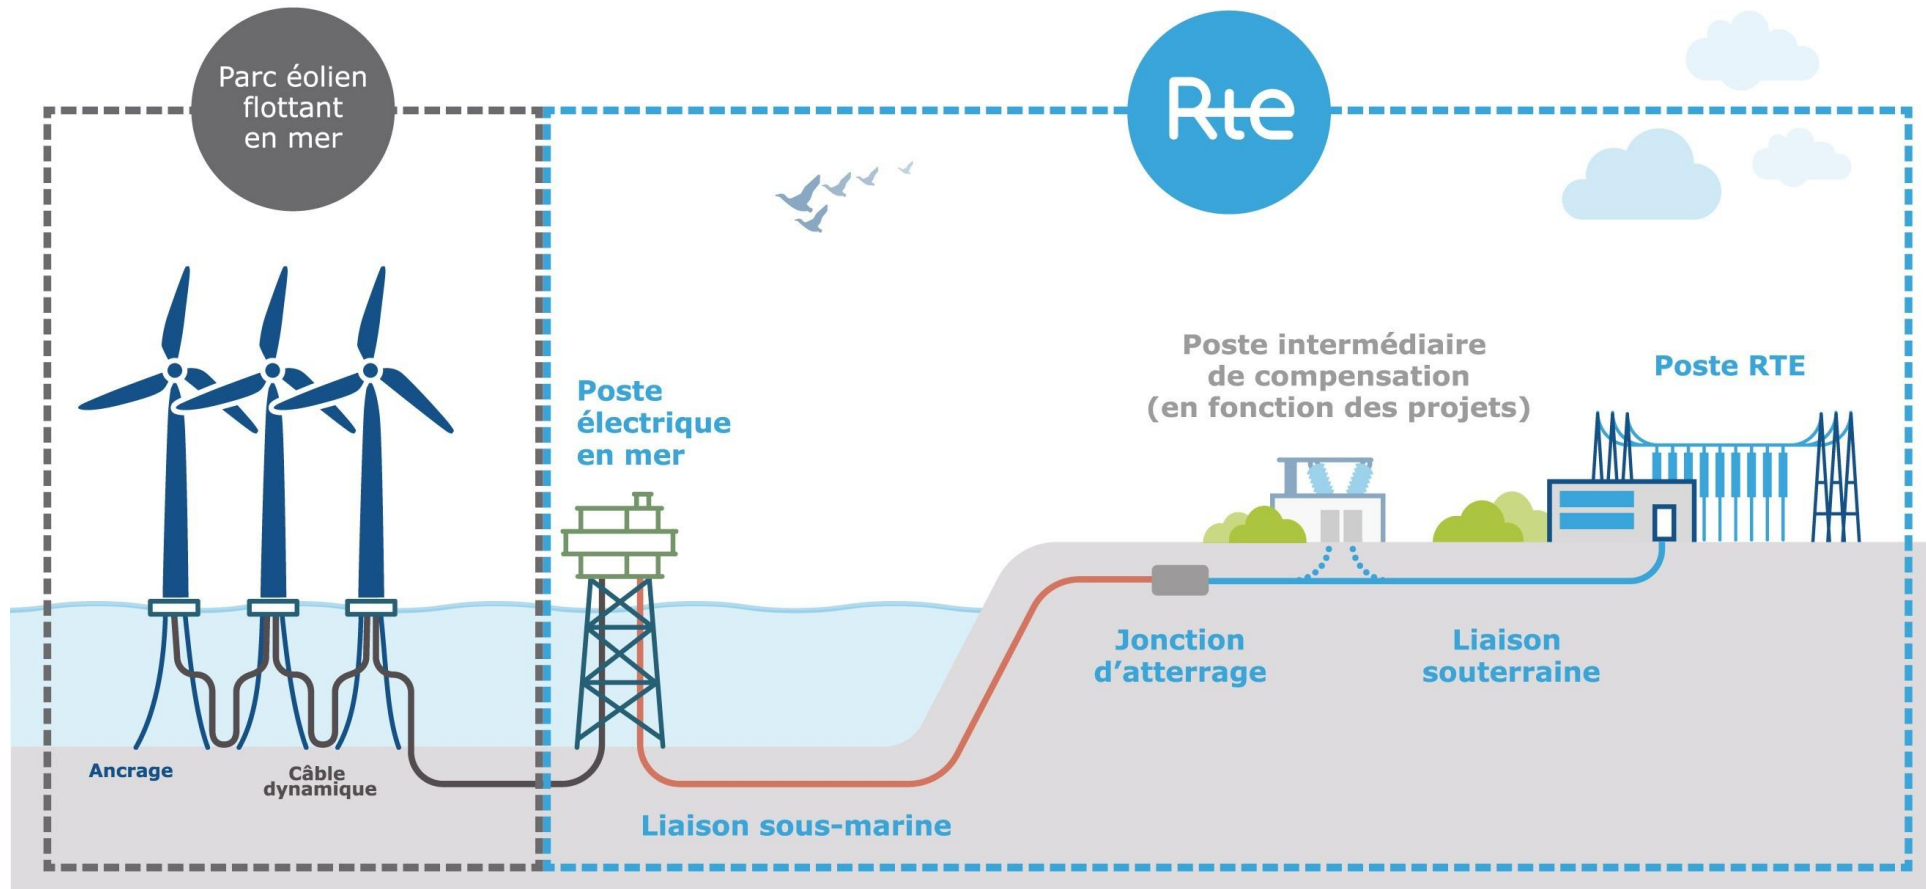 Parc éolien
flottant
en mer
Rte
Poste
électrique
en mer
Poste intermédiaire
de compensation
(en fonction des projets)
Poste RTE
Jonction
d'atterrage
Liaison
souterraine
Ancrage
Câble
dynamique
Liaison sous-marine